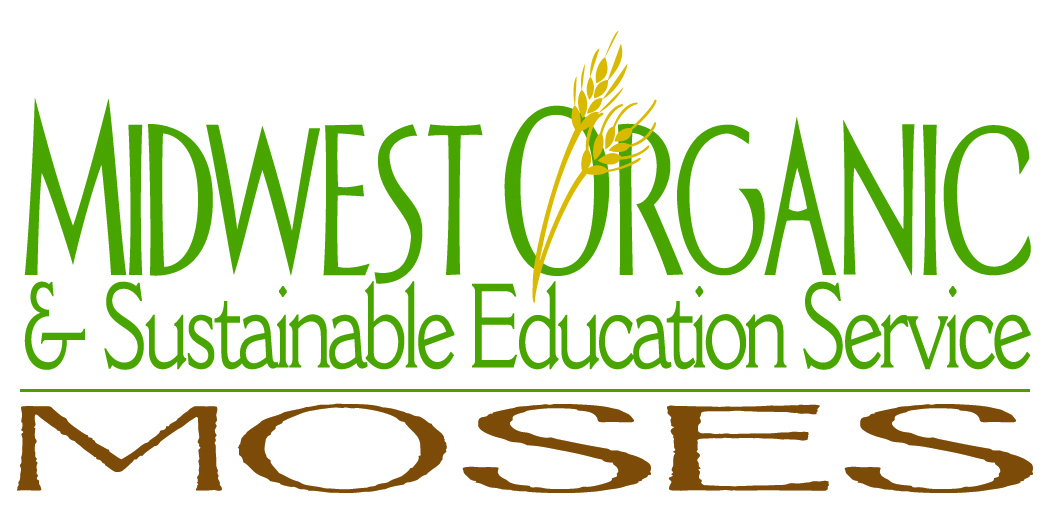 MIDWEST ORGANIC
& Sustainable Education Service
MOSES